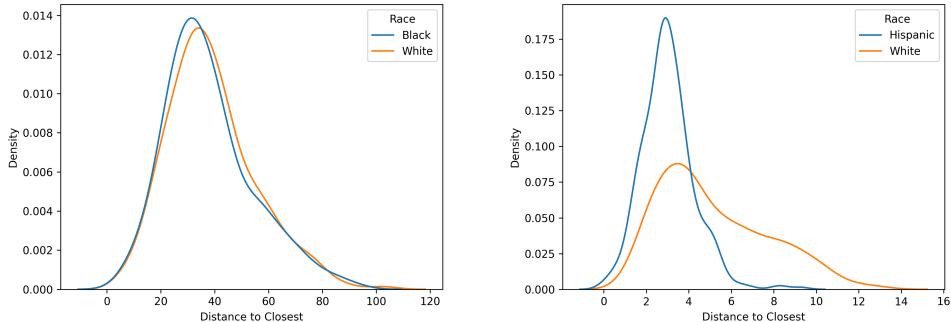 0.014
0.012
0.010
0.008
0.006
0.004
0.002
0.000
Density
0 20 40 60 80 100 120
Distance to Closest
Race
Black
White
0.175
0.150
0.125
0.100
0.075
0.050
0.025
0.00
Density
0 2 4 6 8 10 12 14 16
Distance to Closest
Race
Hispanic
White